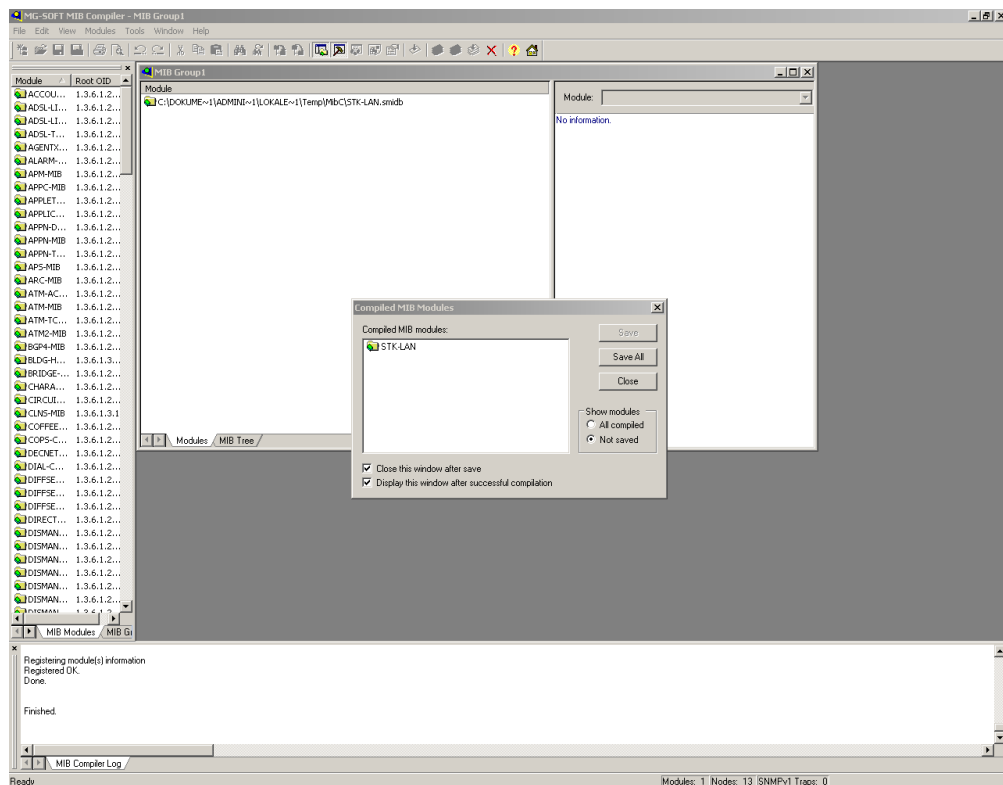 MG-SOFT MIB Compiler - MIB Group1
File Edit View Modules Tools Window Help
Module Root OID
ACCOU... 1.3.6.1.2...
ADSL-LI... 1.3.6.1.2...
ADSL-LI... 1.3.6.1.2...
ADSL-T... 1.3.6.1.2...
AGENTX... 1.3.6.1.2...
ALARM-... 1.3.6.1.2...
APM-MIB 1.3.6.1.2...
APPC-MIB 1.3.6.1.2...
APPLET... 1.3.6.1.2...
APPLIC... 1.3.6.1.2...
APPN-D... 1.3.6.1.2...
APPN-MIB 1.3.6.1.2...
APPN-T... 1.3.6.1.2...
APS-MIB 1.3.6.1.2...
ARC-MIB 1.3.6.1.2...
ATM-AC... 1.3.6.1.2...
ATM-MIB 1.3.6.1.2...
ATM-TC... 1.3.6.1.2...
ATM2-MIB 1.3.6.1.2...
BGP4-MIB 1.3.6.1.2...
BLDG-H... 1.3.6.1.3...
BRIDGE-... 1.3.6.1.2...
CHARA... 1.3.6.1.2...
CIRCUI... 1.3.6.1.2...
CLNS-MIB 1.3.6.1.3.1
COFFEE... 1.3.6.1.2...
COPS-C... 1.3.6.1.2...
DECNET... 1.3.6.1.2...
DIAL-C... 1.3.6.1.2...
DIFFSE... 1.3.6.1.2...
DIFFSE... 1.3.6.1.2...
DIFFSE... 1.3.6.1.2...
DIRECT... 1.3.6.1.2...
DISMAN... 1.3.6.1.2...
DISMAN... 1.3.6.1.2...
DISMAN... 1.3.6.1.2...
DISMAN... 1.3.6.1.2...
DISMAN... 1.3.6.1.2...
DISMAN... 1.3.6.1.2...
DISMAN... 1.3.6.1.2...
MIB Modules MIB Gr
MIB Group1
Module
C:\DOKUME~1\ADMINI~1\LOKALE~1\Temp\MibC\STK-LAN.smidb
Modules MIB Tree
Module:
No information.
Compiled MIB Modules
Compiled MIB modules:
STK-LAN
Save
Save All
Close
Show modules
All compiled
Not saved
Close this window after save
Display this window after successful compilation
Registering module(s) information
Registered OK.
Done.
Finished.
MIB Compiler Log
Ready
Modules: 1 Nodes: 13 SNMPv1 Traps: 0